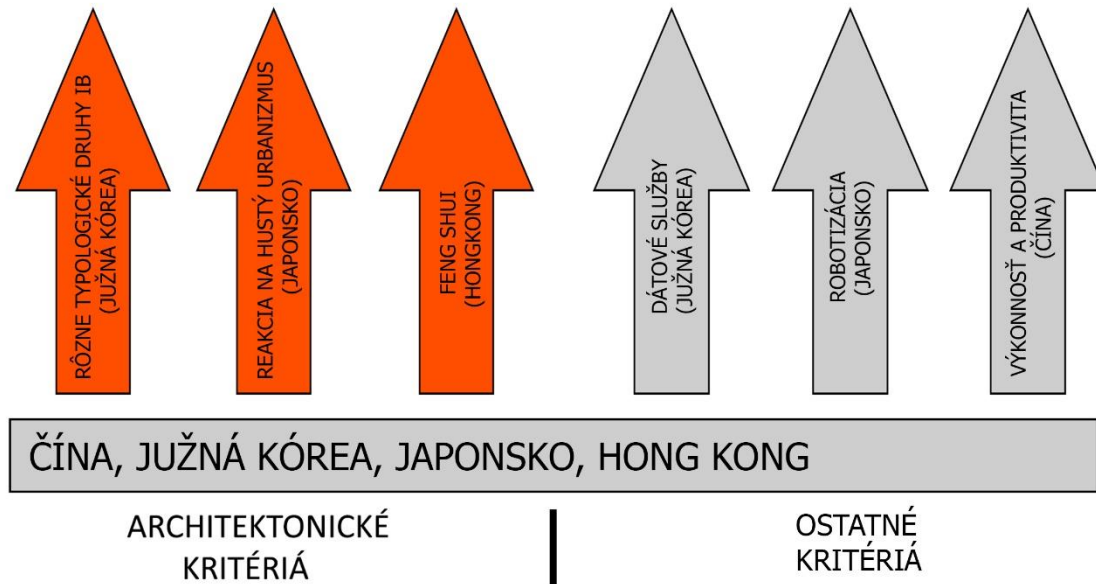 RÔZNE TYPOLOGICKÉ DRUHY IB
(JUŽNÁ KÓREA)
REAKCIA NA HUSTÝ URBANIZMUS
(JAPONSKO)
FENG SHUI
(HONGKONG)
DÁTOVÉ SLUŽBY
(JUŽNÁ KÓREA)
ROBOTIZÁCIA
(JAPONSKO)
VÝKONNOSŤ A PRODUKTIVITA
(ČÍNA)
ČÍNA, JUŽNÁ KÓREA, JAPONSKO, HONG KONG
ARCHITEKTONICKÉ
KRITÉRIÁ
OSTATNÉ
KRITÉRIÁ